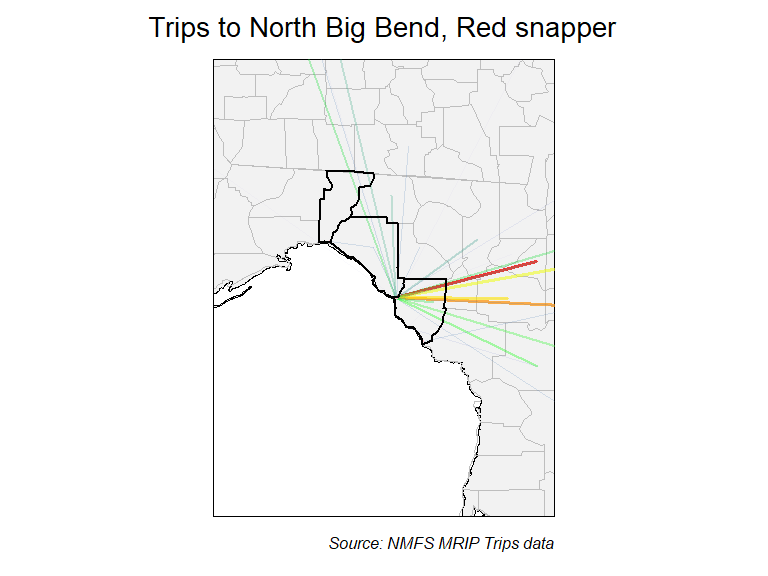 Trips to North Big Bend, Red snapper
Source: NMFS MRIP Trips data